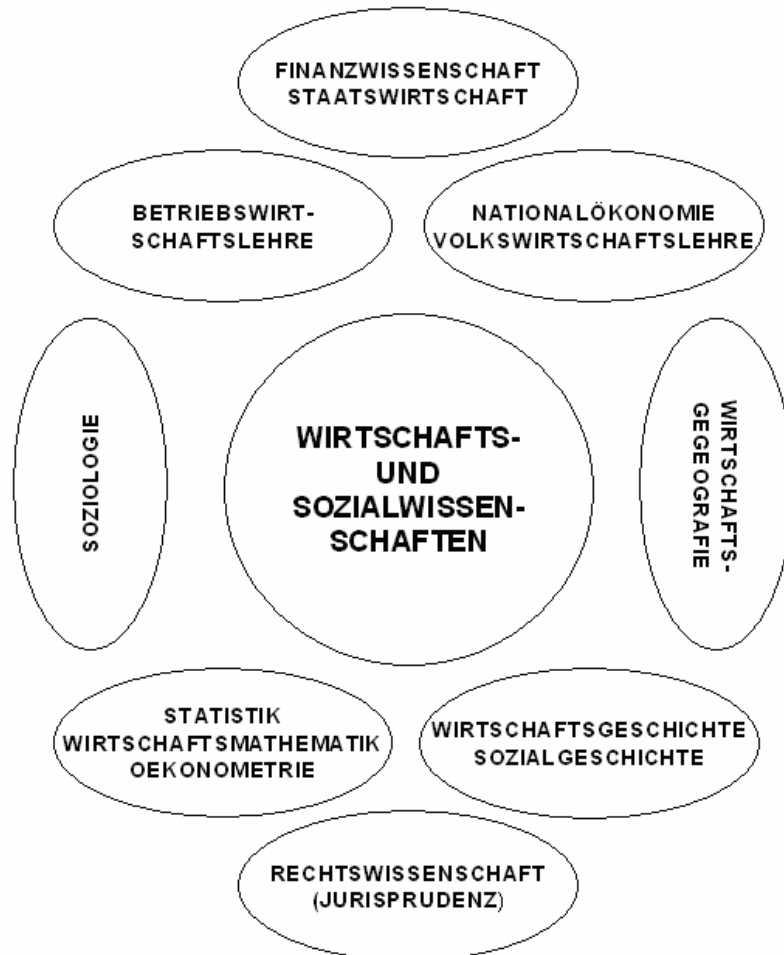 FINANZWISSENSCHAFT
STAATSWIRTSCHAFT
BETRIEBSWIRT-
SCHAFTSLEHRE
NATIONALÖKONOMIE
VOLKSWIRTSCHAFTSLEHRE
SOZIOLOGIE
WIRTSCHAFTS-
UND
SOZIALWISSEN-
SCHAFTEN
WIRTSCHAFTS-
GEGEOGRAFIE
STATISTIK
WIRTSCHAFTSMATHEMATIK
OEKONOMETRIE
WIRTSCHAFTSGESCHICHTE
SOZIALGESCHICHTE
RECHTSWISSENSCHAFT
(JURISPRUDENZ)